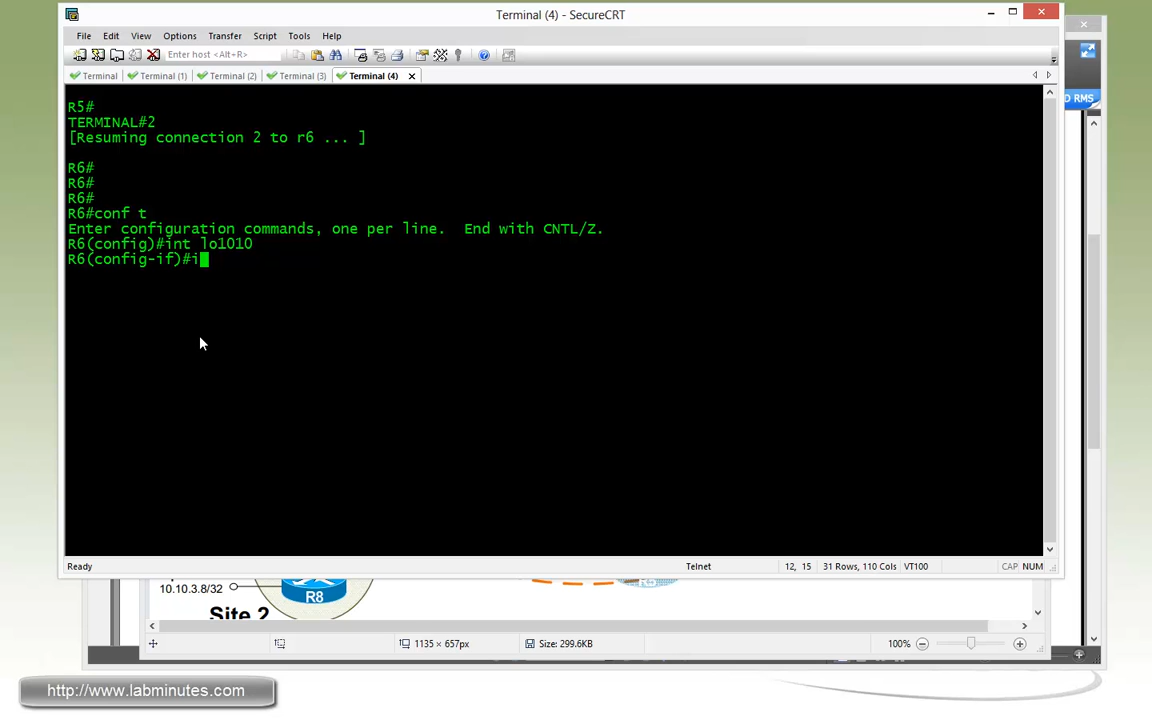 Terminal (4) - SecureCRT
File Edit View Options Transfer Script Tools Help
Enter host <Alt+R>
Terminal Terminal (1) Terminal (2) Terminal (3) Terminal (4)
D RMS
R5#
TERMINAL#2
[Resuming connection 2 to r6 ... ]
R6#
R6#
R6#
R6#conf t
Enter configuration commands, one per line.  End with CNTL/Z.
R6(config)#int lo1010
R6(config-if)#i
Ready Telnet 12, 15 31 Rows, 110 Cols VT100 CAP NUM
10.10.3.8/32
R8
Site 2
1135 × 657px Size: 299.6KB 100%
http://www.labminutes.com